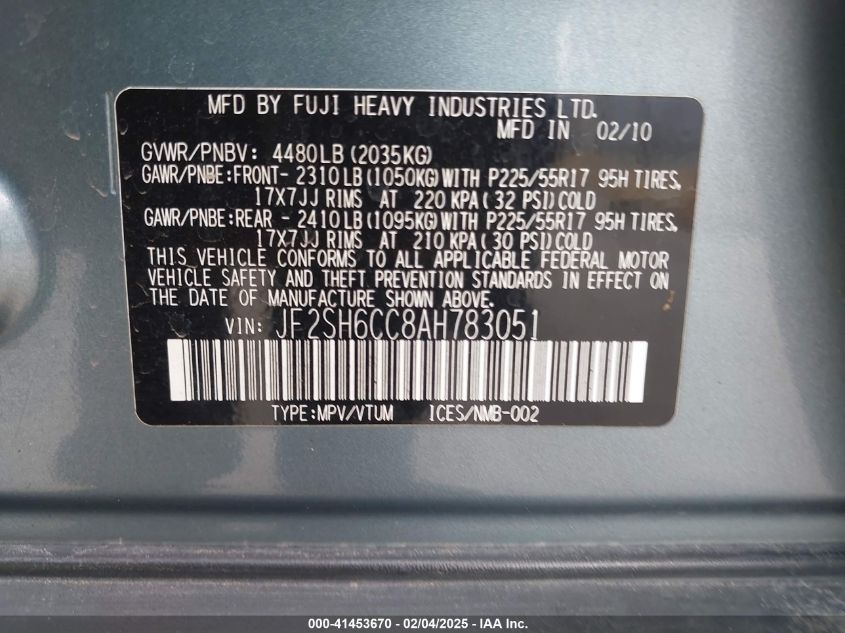 MFD BY FUJI HEAVY INDUSTRIES LTD.
MFD IN 02/10
GVWR/PNBV: 4480LB (2035KG)
GAWR/PNBE:FRONT- 2310LB (1050KG) WITH P225/55R17 95H TIRES,
17X7JJ RIMS AT 220 KPA ( 32 PSI) COLD
GAWR/PNBE:REAR - 2410LB (1095KG) WITH P225/55R17 95H TIRES,
17X7JJ RIMS AT 210 KPA ( 30 PSI) COLD
THIS VEHICLE CONFORMS TO ALL APPLICABLE FEDERAL MOTOR
VEHICLE SAFETY AND THEFT PREVENTION STANDARDS IN EFFECT ON
THE DATE OF MANUFACTURE SHOWN ABOVE.
VIN: JF2SH6CC8AH783051
TYPE:MPV/VTUM ICES/NMB-002
000-41453670 - 02/04/2025 - IAA Inc.